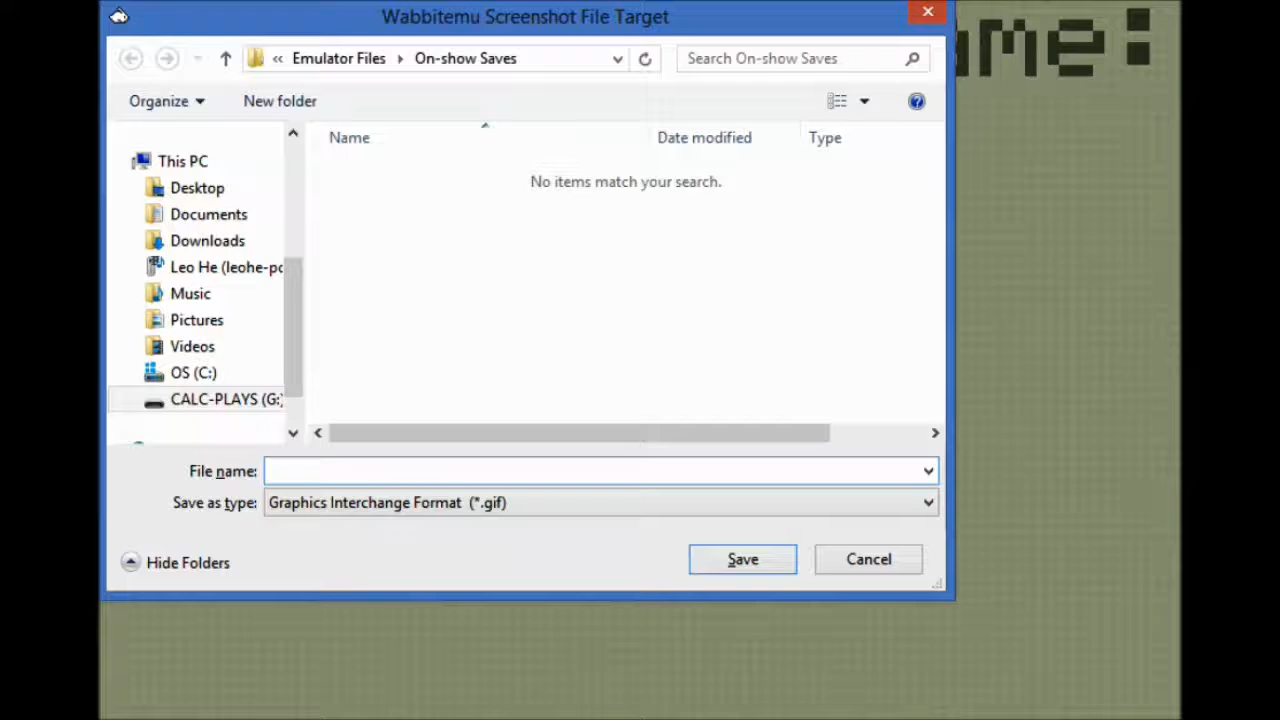 Wabbitemu Screenshot File Target
« Emulator Files On-show Saves
Search On-show Saves
Organize New folder
Name Date modified Type
No items match your search.
This PC
Desktop
Documents
Downloads
Leo He (leohe-pc
Music
Pictures
Videos
OS (C:)
CALC-PLAYS (G:)
File name:
Save as type: Graphics Interchange Format (*.gif)
Hide Folders
Save Cancel
ame: